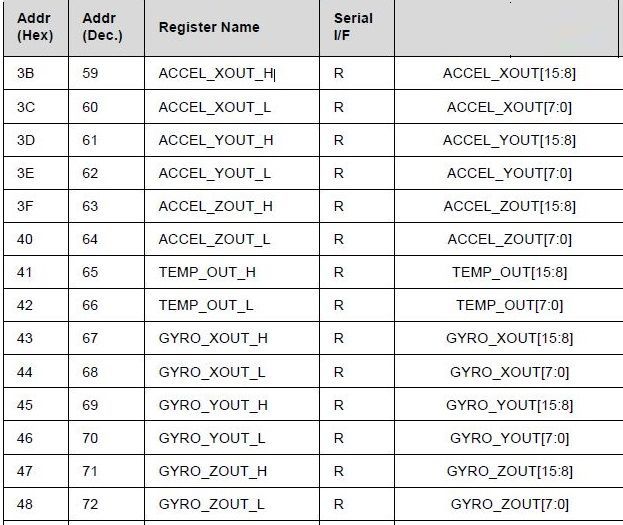 Addr (Hex) Addr (Dec.) Register Name Serial I/F
3B 59 ACCEL_XOUT_H R ACCEL_XOUT[15:8]
3C 60 ACCEL_XOUT_L R ACCEL_XOUT[7:0]
3D 61 ACCEL_YOUT_H R ACCEL_YOUT[15:8]
3E 62 ACCEL_YOUT_L R ACCEL_YOUT[7:0]
3F 63 ACCEL_ZOUT_H R ACCEL_ZOUT[15:8]
40 64 ACCEL_ZOUT_L R ACCEL_ZOUT[7:0]
41 65 TEMP_OUT_H R TEMP_OUT[15:8]
42 66 TEMP_OUT_L R TEMP_OUT[7:0]
43 67 GYRO_XOUT_H R GYRO_XOUT[15:8]
44 68 GYRO_XOUT_L R GYRO_XOUT[7:0]
45 69 GYRO_YOUT_H R GYRO_YOUT[15:8]
46 70 GYRO_YOUT_L R GYRO_YOUT[7:0]
47 71 GYRO_ZOUT_H R GYRO_ZOUT[15:8]
48 72 GYRO_ZOUT_L R GYRO_ZOUT[7:0]